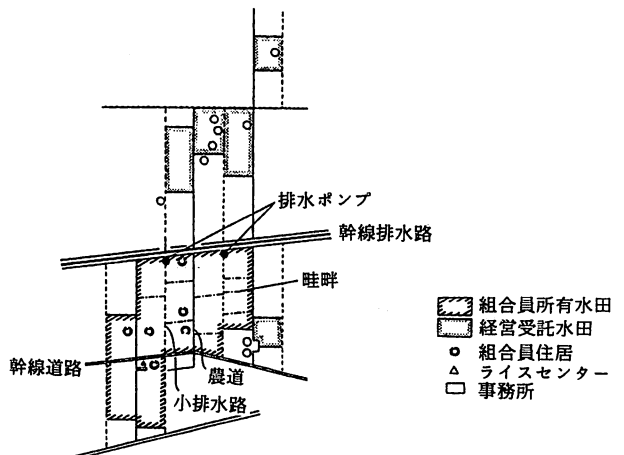 排水ポンプ
幹線排水路
畦畔
幹線道路
農道
小排水路
組合員所有水田
経営受託水田
組合員住居
ライスセンター
事務所